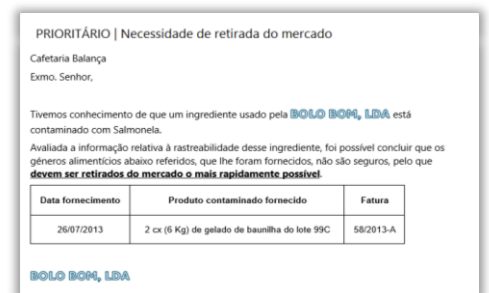 PRIORITÁRIO | Necessidade de retirada do mercado
Cafetaria Balança
Exmo. Senhor,
Tivemos conhecimento de que um ingrediente usado pela BOLO BOM, LDA está
contaminado com Salmonela.
Avaliada a informação relativa à rastreabilidade desse ingrediente, foi possível concluir que os
géneros alimentícios abaixo referidos, que lhe foram fornecidos, não são seguros, pelo que
devem ser retirados do mercado o mais rapidamente possível.
Data fornecimento Produto contaminado fornecido Fatura
26/07/2013 2 cx (6 Kg) de gelado de baunilha do lote 99C 58/2013-A
BOLO BOM, LDA